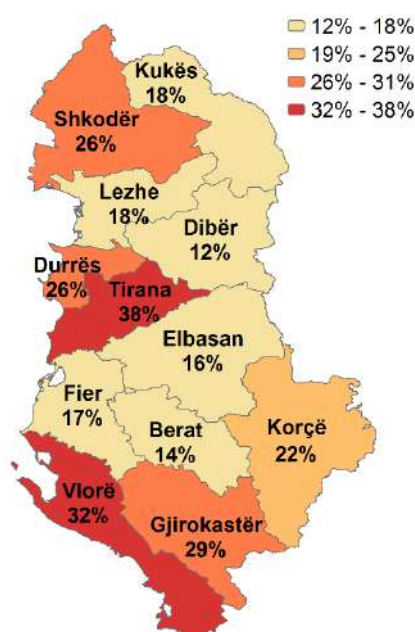 12% - 18%
19% - 25%
26% - 31%
32% - 38%
Kukës
18%
Shkodër
26%
Lezhe
18%
Dibër
12%
Durrës
26%
Tirana
38%
Elbasan
16%
Fier
17%
Berat
14%
Korçë
22%
Vlorë
32%
Gjirokastër
29%